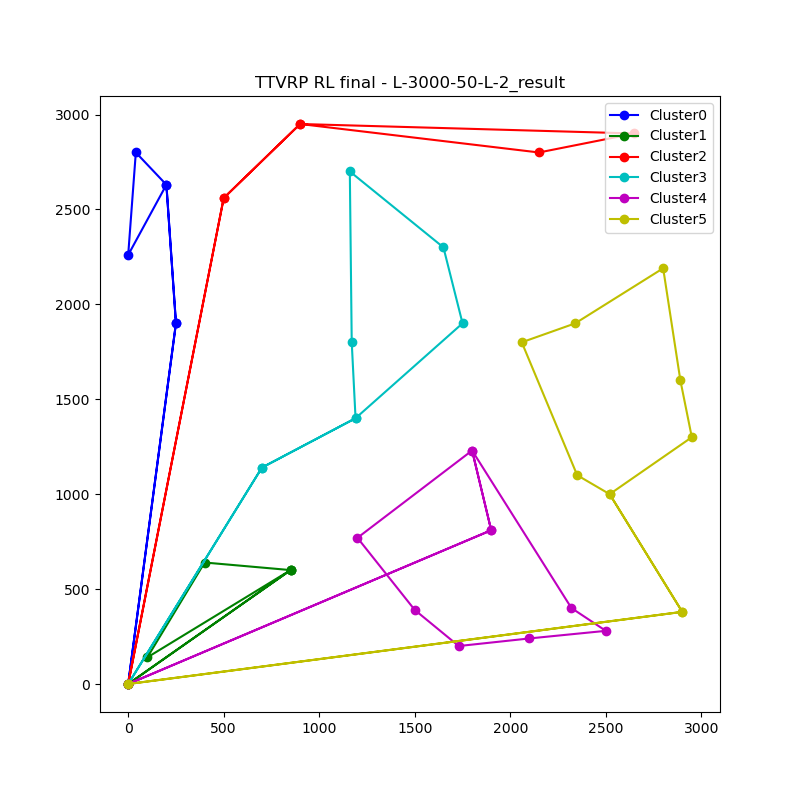 TTVRP RL final - L-3000-50-L-2_result
3000
2500
2000
1500
1000
500
0
Cluster0
Cluster1
Cluster2
Cluster3
Cluster4
Cluster5
0 500 1000 1500 2000 2500 3000